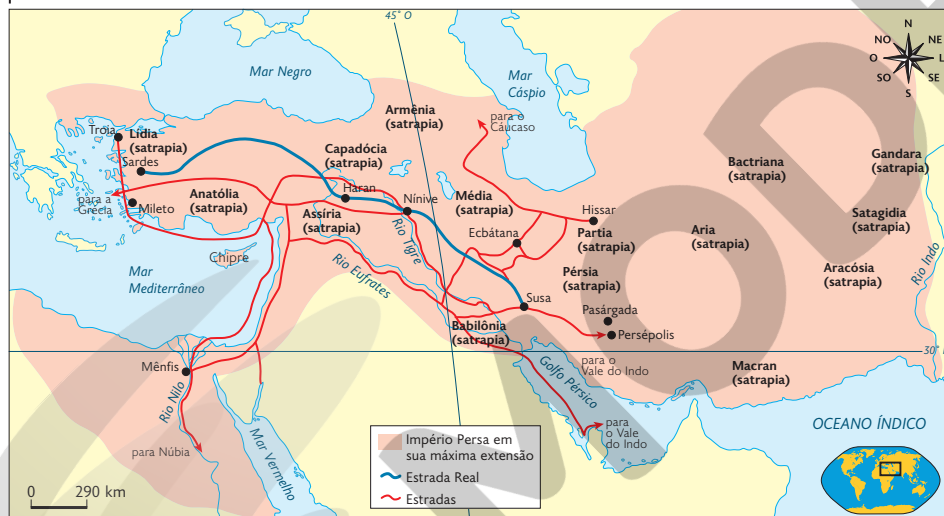 45° O
N
NO
NE
O
L
SO
SE
S
Mar Negro
Mar
Cáspio
Armênia
(satrapia)
para o
Cáucaso
Troia
Lídia
(satrapia)
Sardes
Capadócia
(satrapia)
Bactriana
(satrapia)
Gandara
(satrapia)
para a
Grécia
Mileto
Anatólia
(satrapia)
Haran
Nínive
Média
(satrapia)
Hissar
Assíria
(satrapia)
Rio Tigre
Ecbátana
Partia
(satrapia)
Aria
(satrapia)
Satagidia
(satrapia)
Chipre
Mar
Mediterrâneo
Rio Eufrates
Pérsia
(satrapia)
Aracósia
(satrapia)
Rio Indo
Susa
Pasárgada
Babilônia
(satrapia)
Persépolis
30°
Mênfis
Golfo Pérsico
para o
Vale do Indo
Macran
(satrapia)
Rio Nilo
para Núbia
Mar Vermelho
para
o Vale
do Indo
OCEANO ÍNDICO
Império Persa em
sua máxima extensão
Estrada Real
Estradas
0 290 km